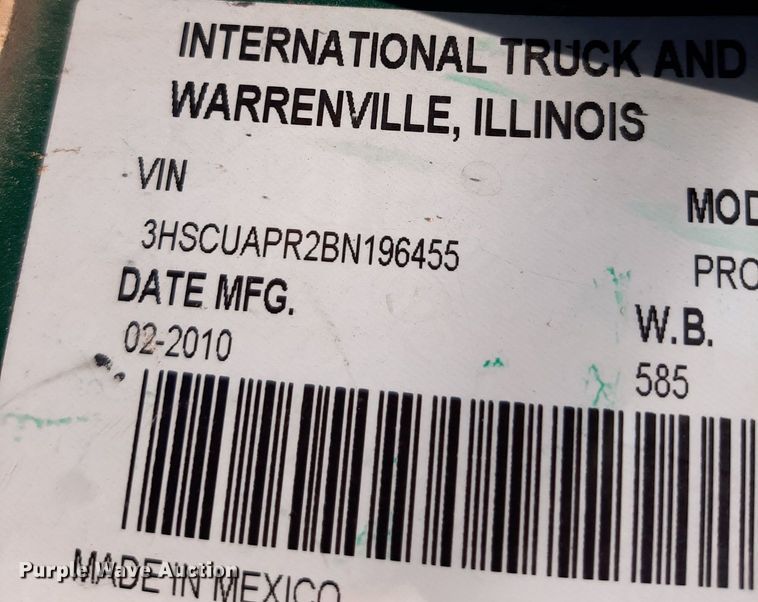 INTERNATIONAL TRUCK AND
WARRENVILLE, ILLINOIS
VIN
3HSCUAPR2BN196455
MOD
PRO
DATE MFG.
02-2010
W.B.
585
MADE IN MEXICO
Purple Wave Auction